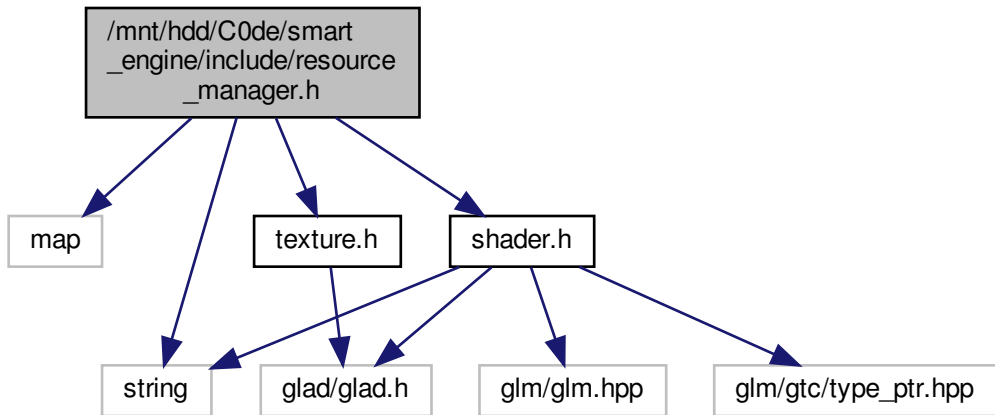 /mnt/hdd/C0de/smart
_engine/include/resource
_manager.h
map
texture.h
shader.h
string
glad/glad.h
glm/glm.hpp
glm/gtc/type_ptr.hpp